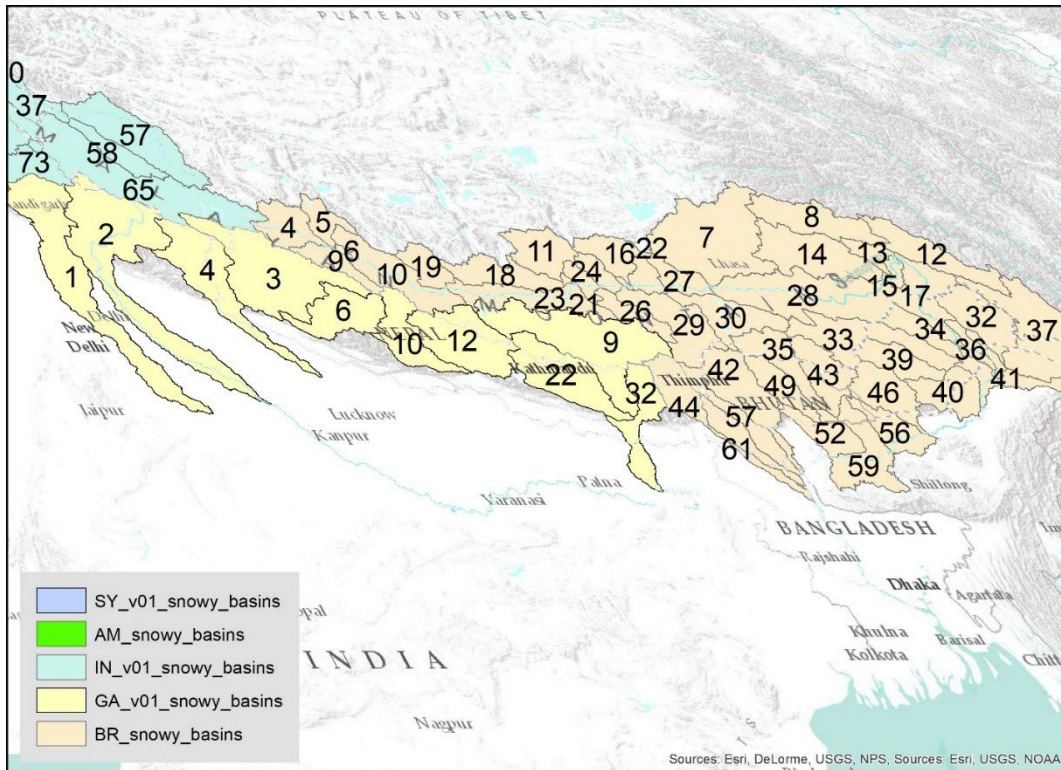 PLATEAU OF TIBET
0
37
57
58
73
65
2
1
4
3
6
10
12
9
22
32
4
5
6
9
10
19
18
11
24
16
22
7
8
14
13
12
15
17
27
28
23
21
26
29
30
33
34
32
37
36
35
39
41
42
49
43
46
40
44
57
61
52
56
59
Lhasa
Delhi
New
Delhi
Jaipur
Lucknow
Kanpur
NEPAL
Kathmandu
Thimphu
BHUTAN
Patna
Varanasi
Shillong
BANGLADESH
Rajshahi
Dhaka
Agartala
Khulna
Barisal
Kolkota
INDIA
Nagpur
SY_v01_snowy_basins
AM_snowy_basins
IN_v01_snowy_basins
GA_v01_snowy_basins
BR_snowy_basins
Sources: Esri, DeLorme, USGS, NPS, Sources: Esri, USGS, NOAA